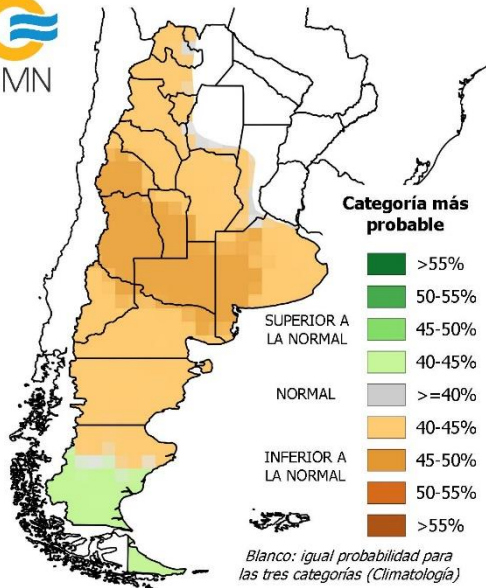 MN
Categoría más
probable
>55%
50-55%
SUPERIOR A
LA NORMAL
45-50%
40-45%
NORMAL
>=40%
40-45%
INFERIOR A
LA NORMAL
45-50%
50-55%
>55%
Blanco: igual probabilidad para
las tres categorías (Climatología)